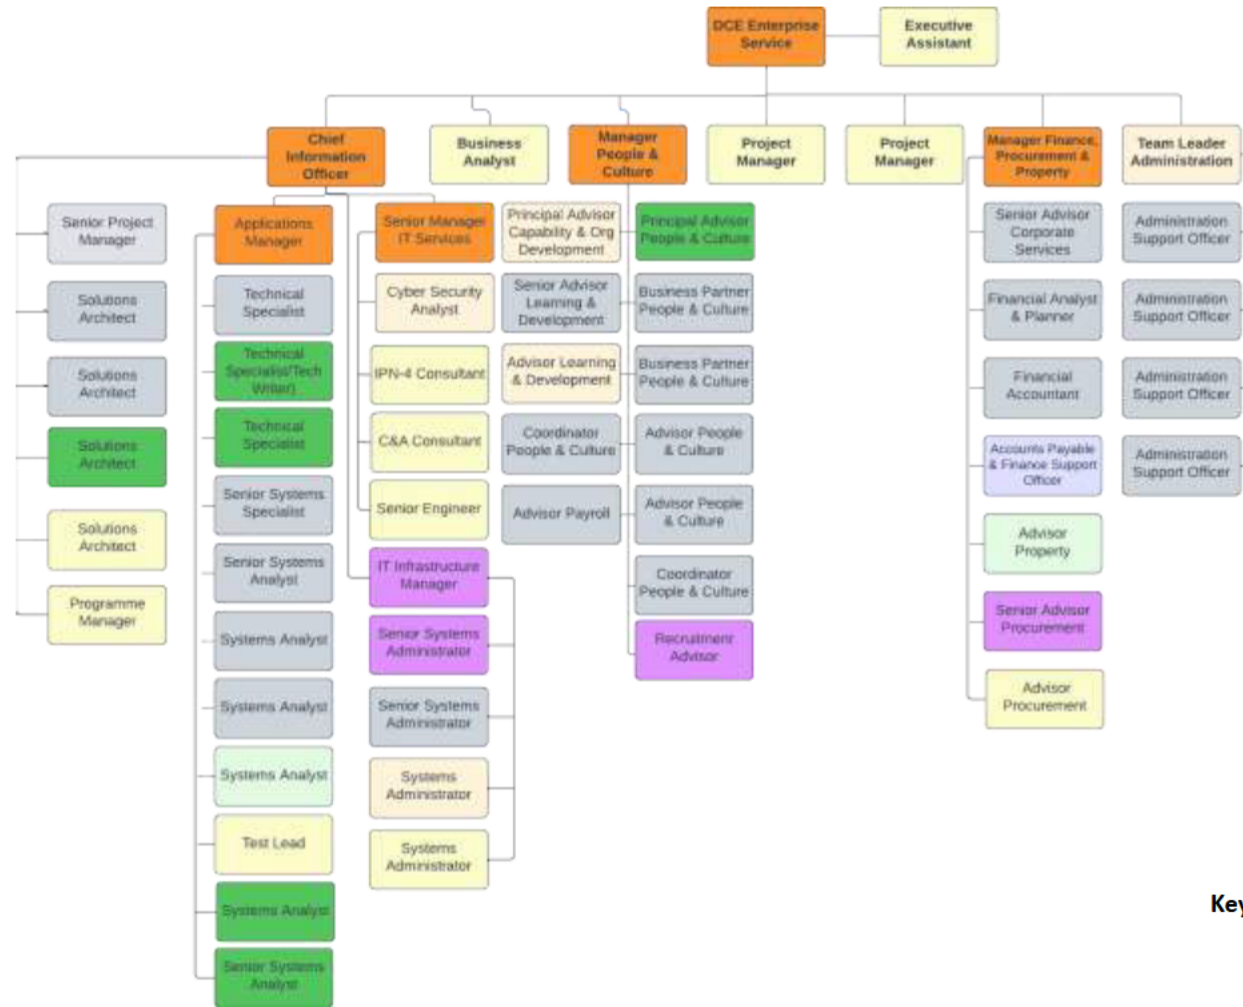 DCE Enterprise
Service
Executive
Assistant
Chief
Information
Officer
Business
Analyst
Manager
People &
Culture
Project
Manager
Project
Manager
Manager Finance,
Procurement &
Property
Team Leader
Administration
Senior Project
Manager
Solutions
Architect
Solutions
Architect
Solutions
Architect
Solutions
Architect
Programme
Manager
Applications
Manager
Technical
Specialist
Technical
Specialist/Tech
Writer)
Technical
Specialist
Senior Systems
Specialist
Senior Systems
Analyst
Systems Analyst
Systems Analyst
Systems Analyst
Test Lead
Systems Analyst
Senior Systems
Analyst
Senior Manager
IT Services
Cyber Security
Analyst
IPN-4 Consultant
C&A Consultant
Senior Engineer
IT Infrastructure
Manager
Senior Systems
Administrator
Senior Systems
Administrator
Systems
Administrator
Systems
Administrator
Principal Advisor
Capability & Org
Development
Senior Advisor
Learning &
Development
Advisor Learning
& Development
Coordinator
People & Culture
Advisor Payroll
Principal Advisor
People & Culture
Business Partner
People & Culture
Business Partner
People & Culture
Advisor People
& Culture
Advisor People
& Culture
Coordinator
People & Culture
Recruitment
Advisor
Senior Advisor
Corporate
Services
Financial Analyst
& Planner
Financial
Accountant
Accounts Payable
& Finance Support
Officer
Advisor
Property
Senior Advisor
Procurement
Advisor
Procurement
Administration
Support Officer
Administration
Support Officer
Administration
Support Officer
Administration
Support Officer
Key